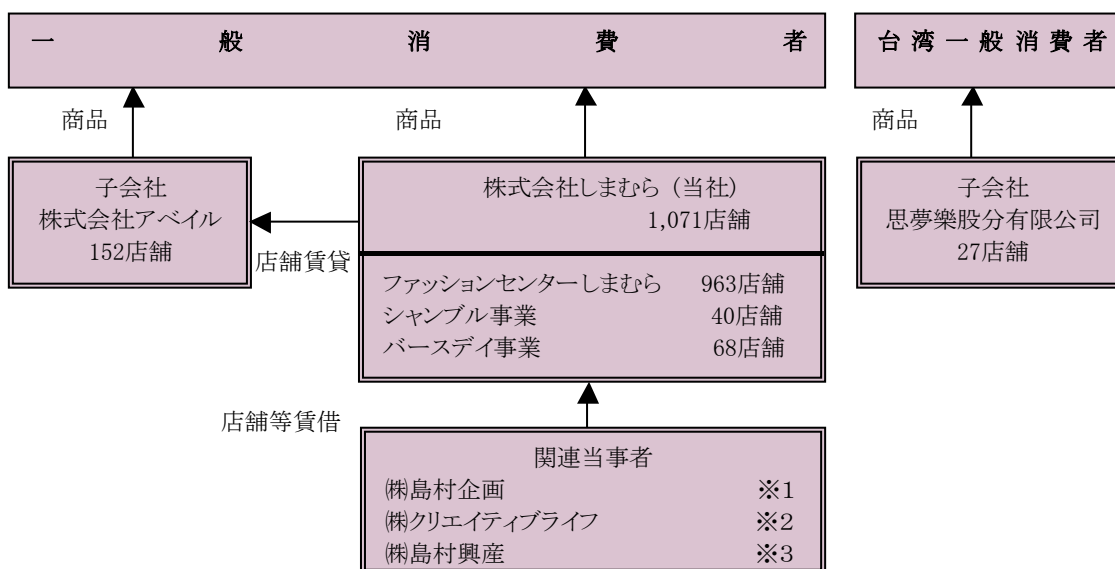 一般消費者
台湾一般消費者
商品
商品
商品
子会社
株式会社アベイル
152店舗
店舗賃貸
株式会社しまむら (当社)
1,071店舗
ファッションセンターしまむら 963店舗
シャンブル事業 40店舗
バースデイ事業 68店舗
子会社
思夢樂股分有限公司
27店舗
店舗等賃借
関連当事者
㈱島村企画 ※1
㈱クリエイティブライフ ※2
㈱島村興産 ※3